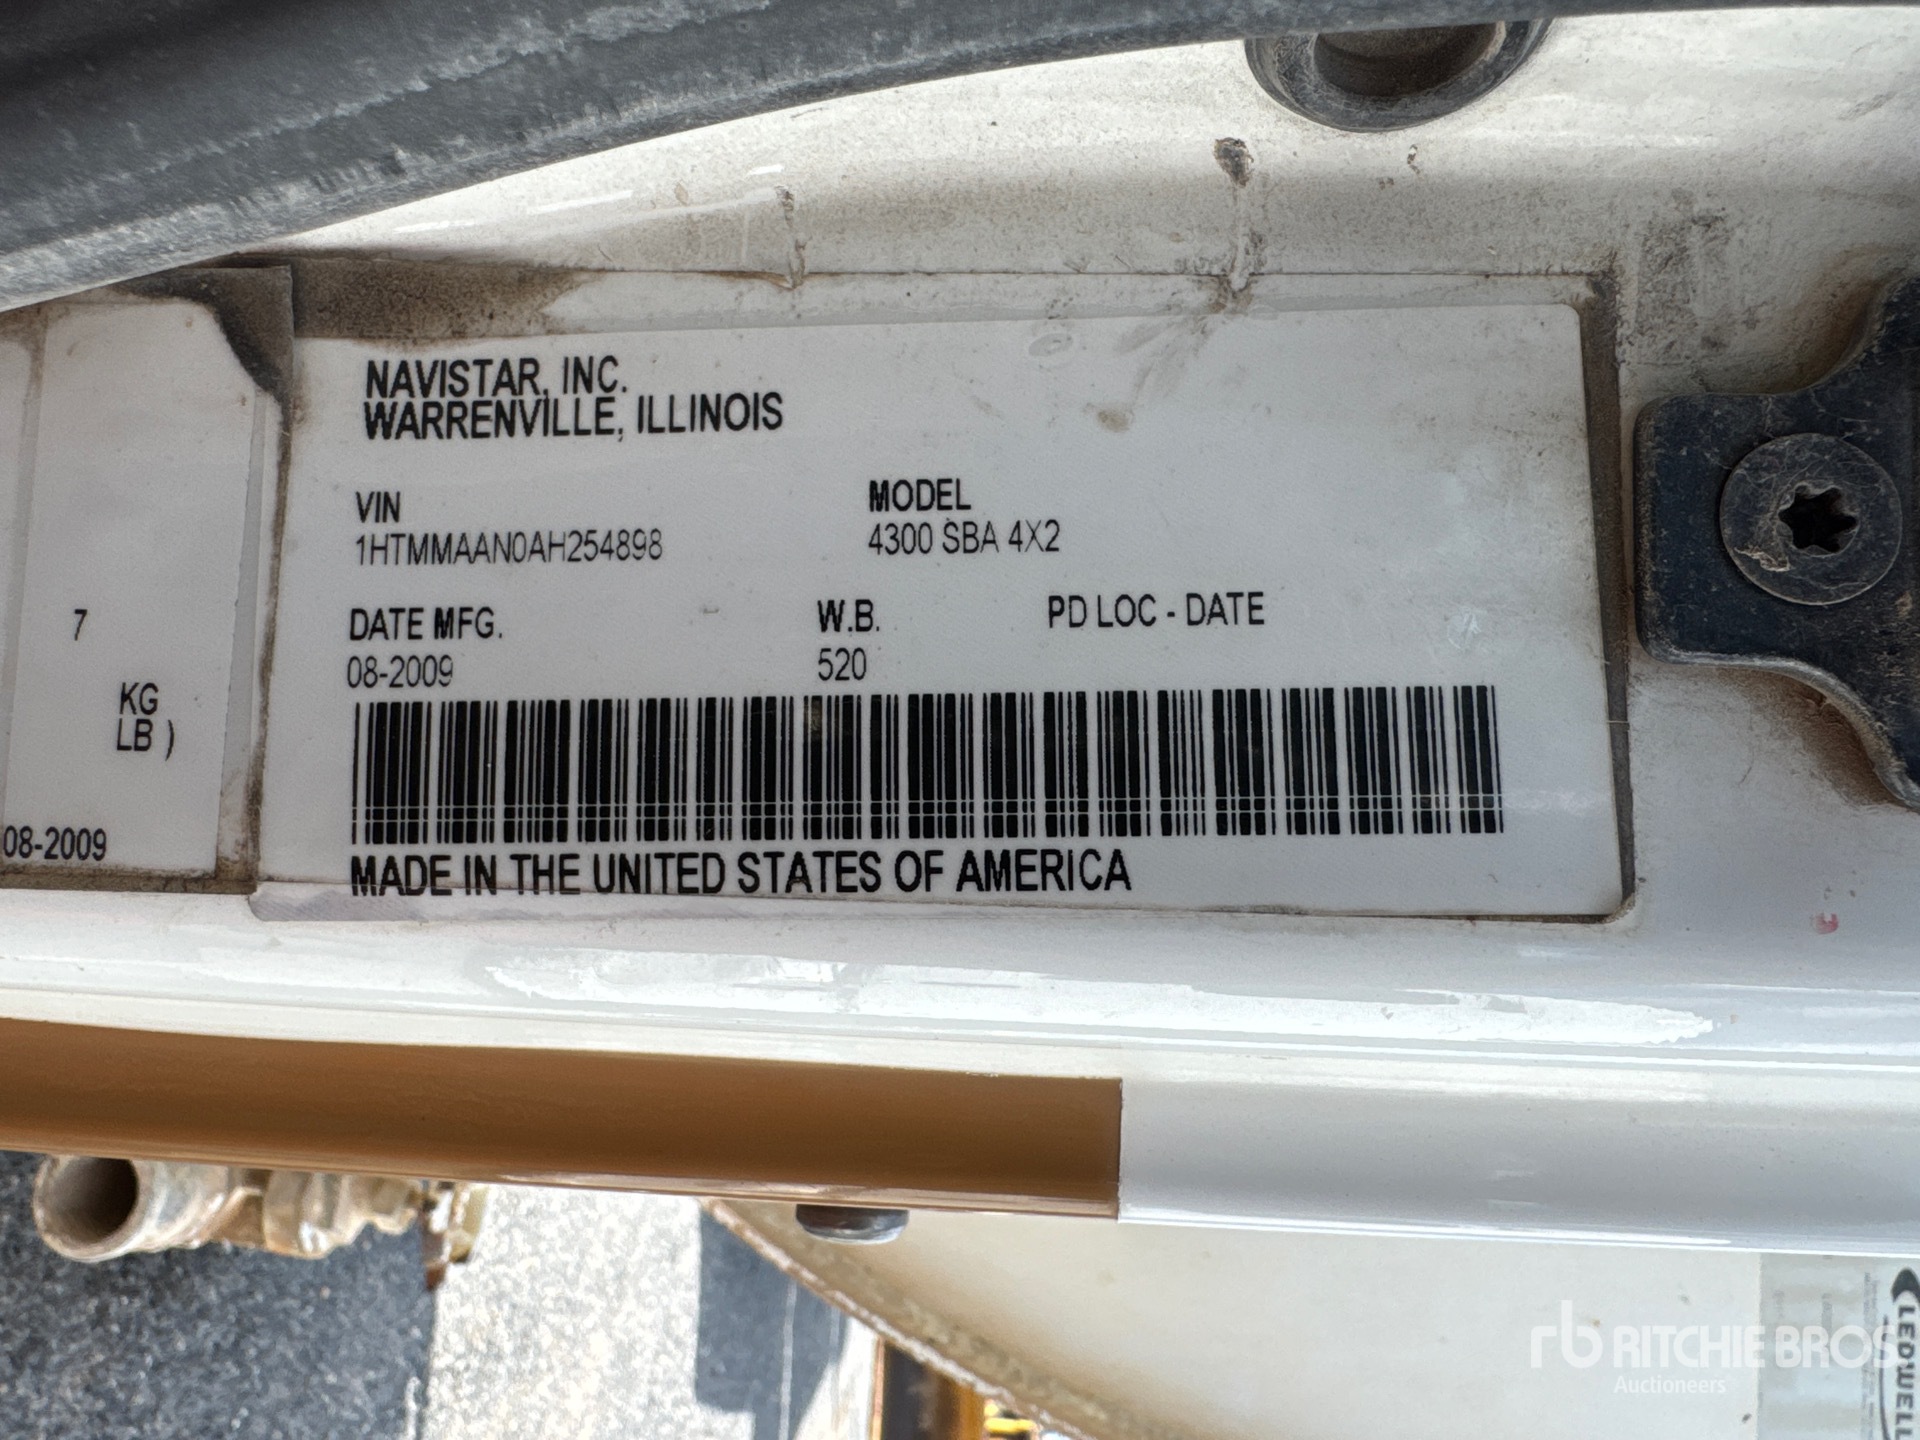 NAVISTAR, INC.
WARRENVILLE, ILLINOIS
VIN
1HTMMAAN0AH254898
MODEL
4300 SBA 4X2
DATE MFG.
08-2009
W.B.
520
PD LOC - DATE
MADE IN THE UNITED STATES OF AMERICA
7
KG
LB )
08-2009
LEDWELL
rb RITCHIE BROS
Auctioneers